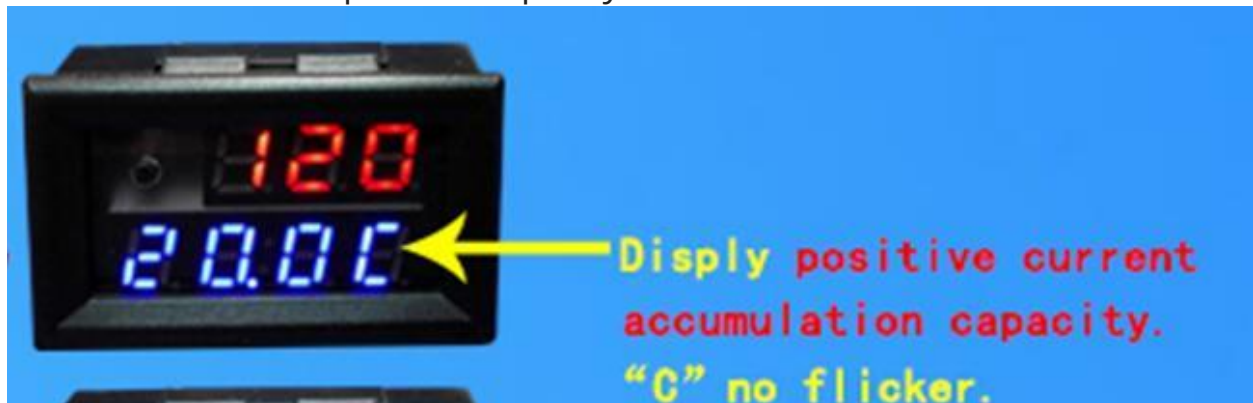 120
20.0C
Disply positive current
accumulation capacity.
“C” no flicker.